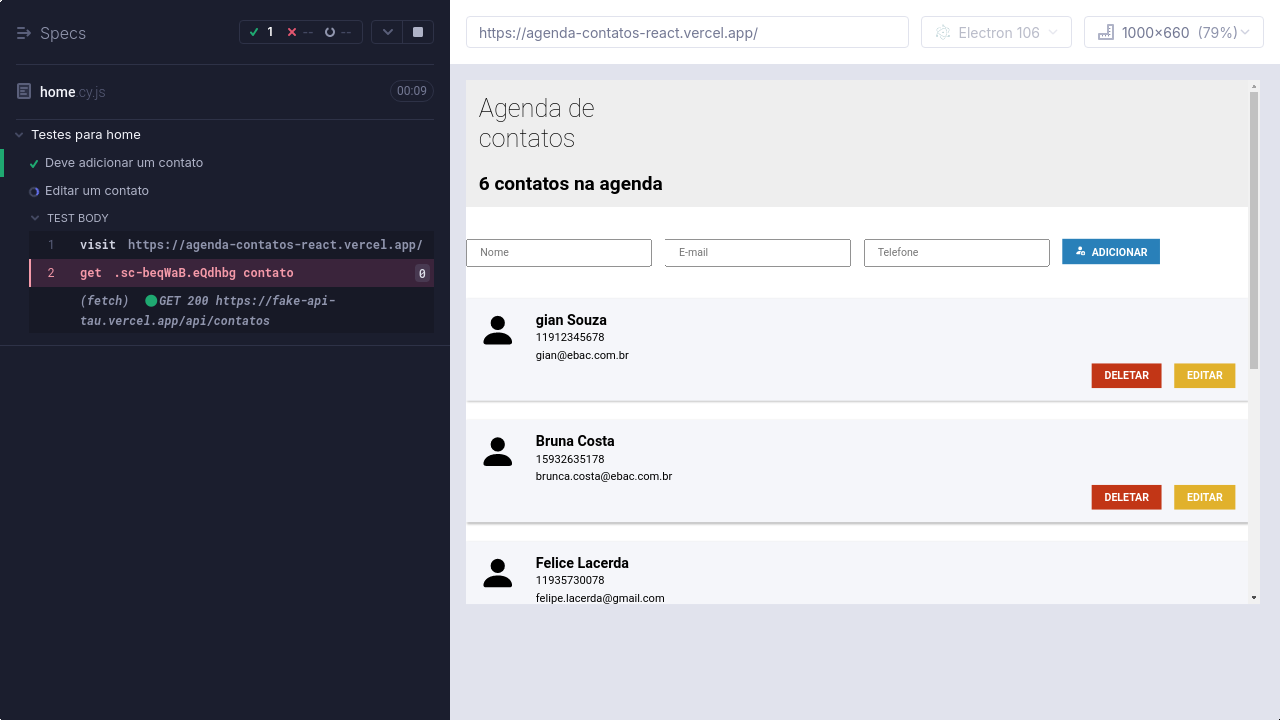 Specs
1
--
--
home.cy.js
00:09
Testes para home
Deve adicionar um contato
Editar um contato
TEST BODY
1 visit https://agenda-contatos-react.vercel.app/
2 get .sc-beqWaB.eQdhbg contato 0
(fetch) GET 200 https://fake-api-
tau.vercel.app/api/contatos
https://agenda-contatos-react.vercel.app/
Electron 106
1000×660 (79%)
Agenda de
contatos
6 contatos na agenda
Nome
E-mail
Telefone
ADICIONAR
gian Souza
11912345678
gian@ebac.com.br
DELETAR
EDITAR
Bruna Costa
15932635178
brunca.costa@ebac.com.br
DELETAR
EDITAR
Felice Lacerda
11935730078
felipe.lacerda@gmail.com